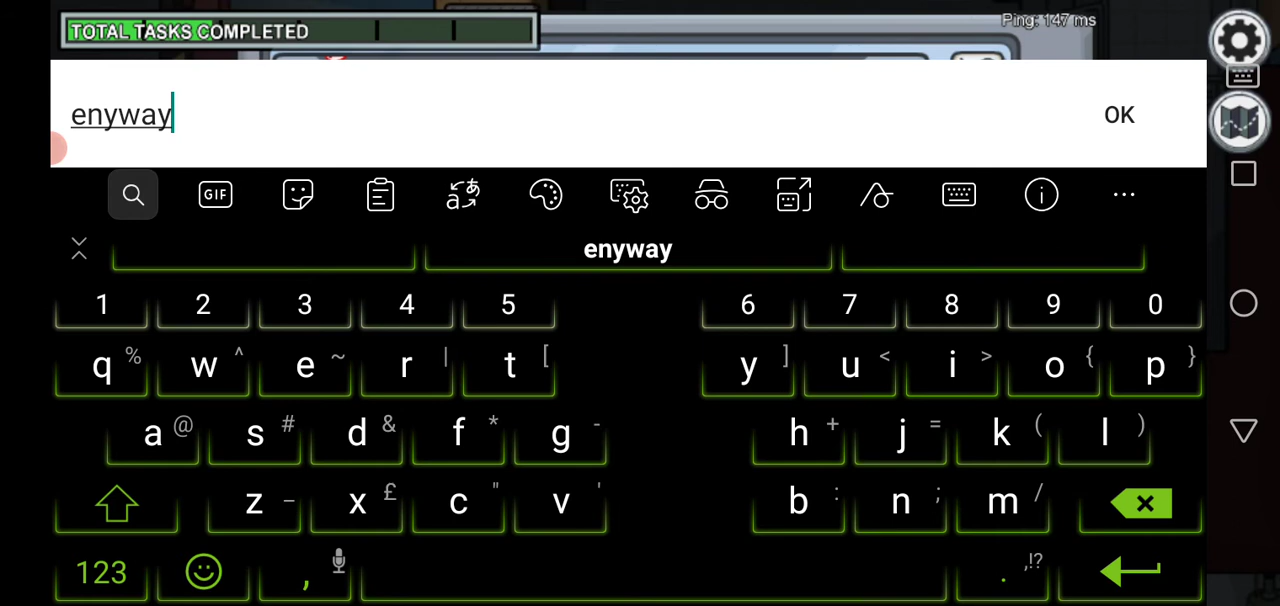 TOTAL TASKS COMPLETED
Ping: 147 ms
enyway
OK
GIF
enyway
1 2 3 4 5 6 7 8 9 0
q % w ^ e ~ r | t [ y ] u < i > o { p }
a @ s # d & f * g - h + j = k ( l )
z _ x £ c " v ' b : n ; m /
123 , . ,!?